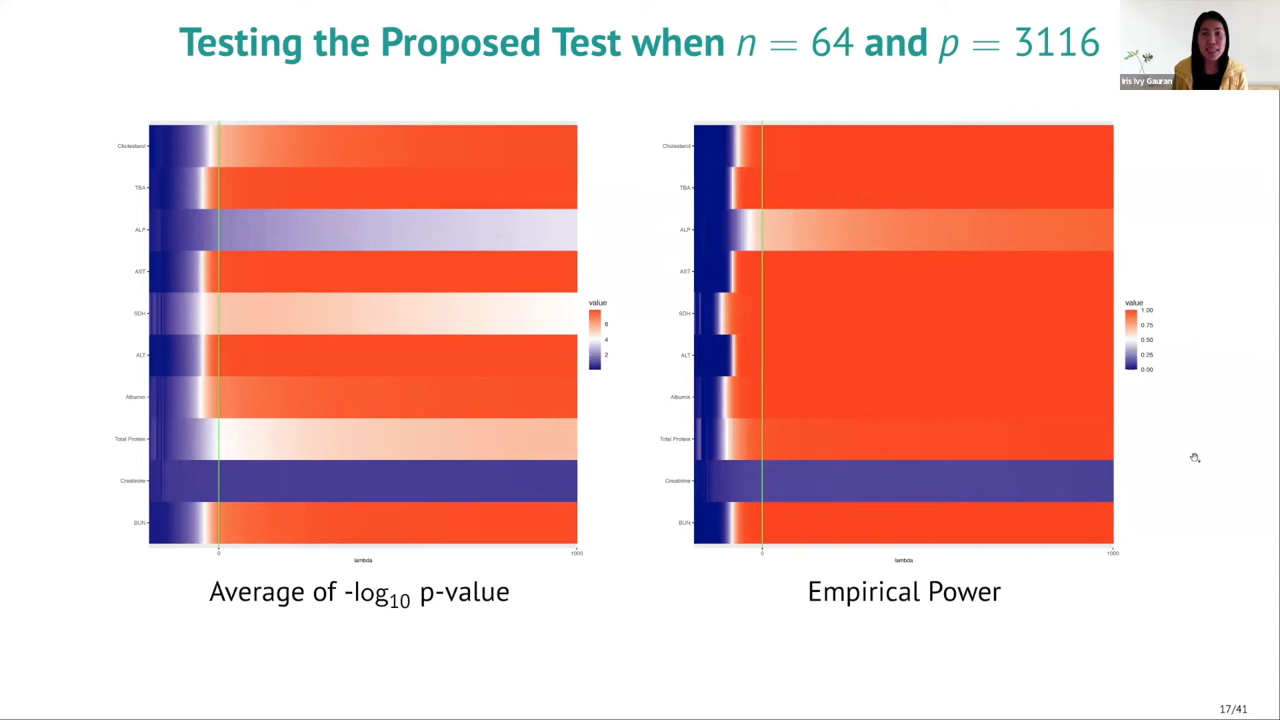 Testing the Proposed Test when n = 64 and p = 3116
Iris Ivy Gauran
Cholesterol
TBA
ALP
AST
SDH
ALT
Albumin
Total Protein
Creatinine
BUN
0
1000
lambda
value
6
4
2
Average of -log10 p-value
Cholesterol
TBA
ALP
AST
SDH
ALT
Albumin
Total Protein
Creatinine
BUN
0
1000
lambda
value
1.00
0.75
0.50
0.25
0.00
Empirical Power
17/41